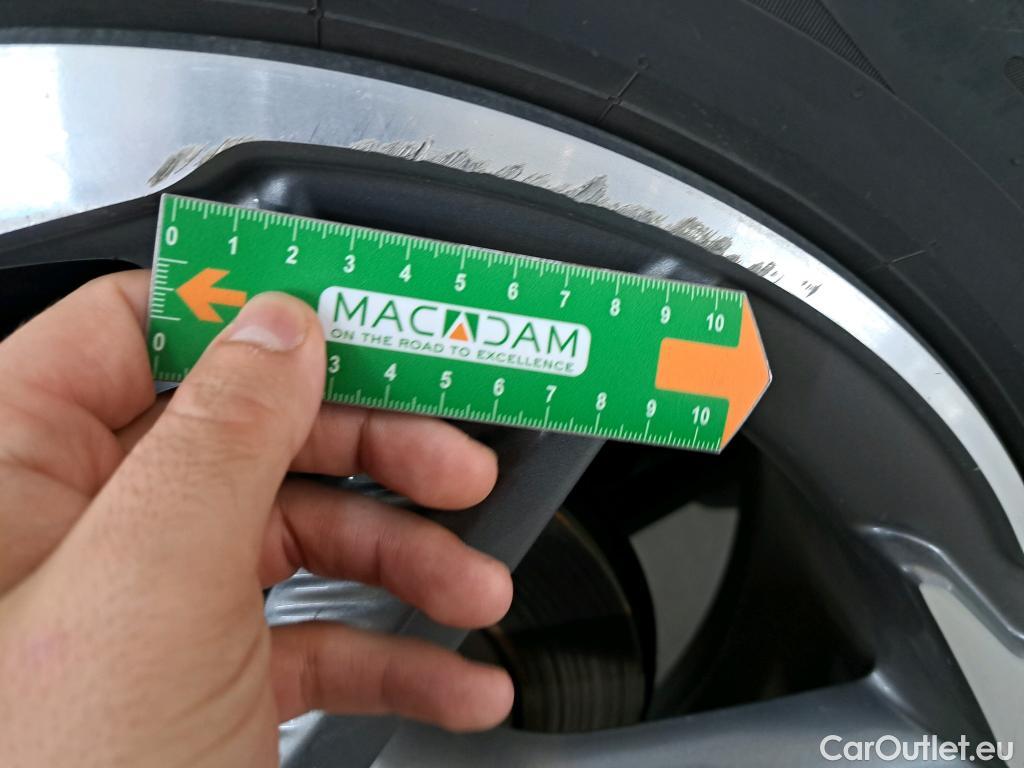 0 1 2 3 4 5 6 7 8 9 10
MACADAM
ON THE ROAD TO EXCELLENCE
0 3 4 5 6 7 8 9 10
CarOutlet.eu